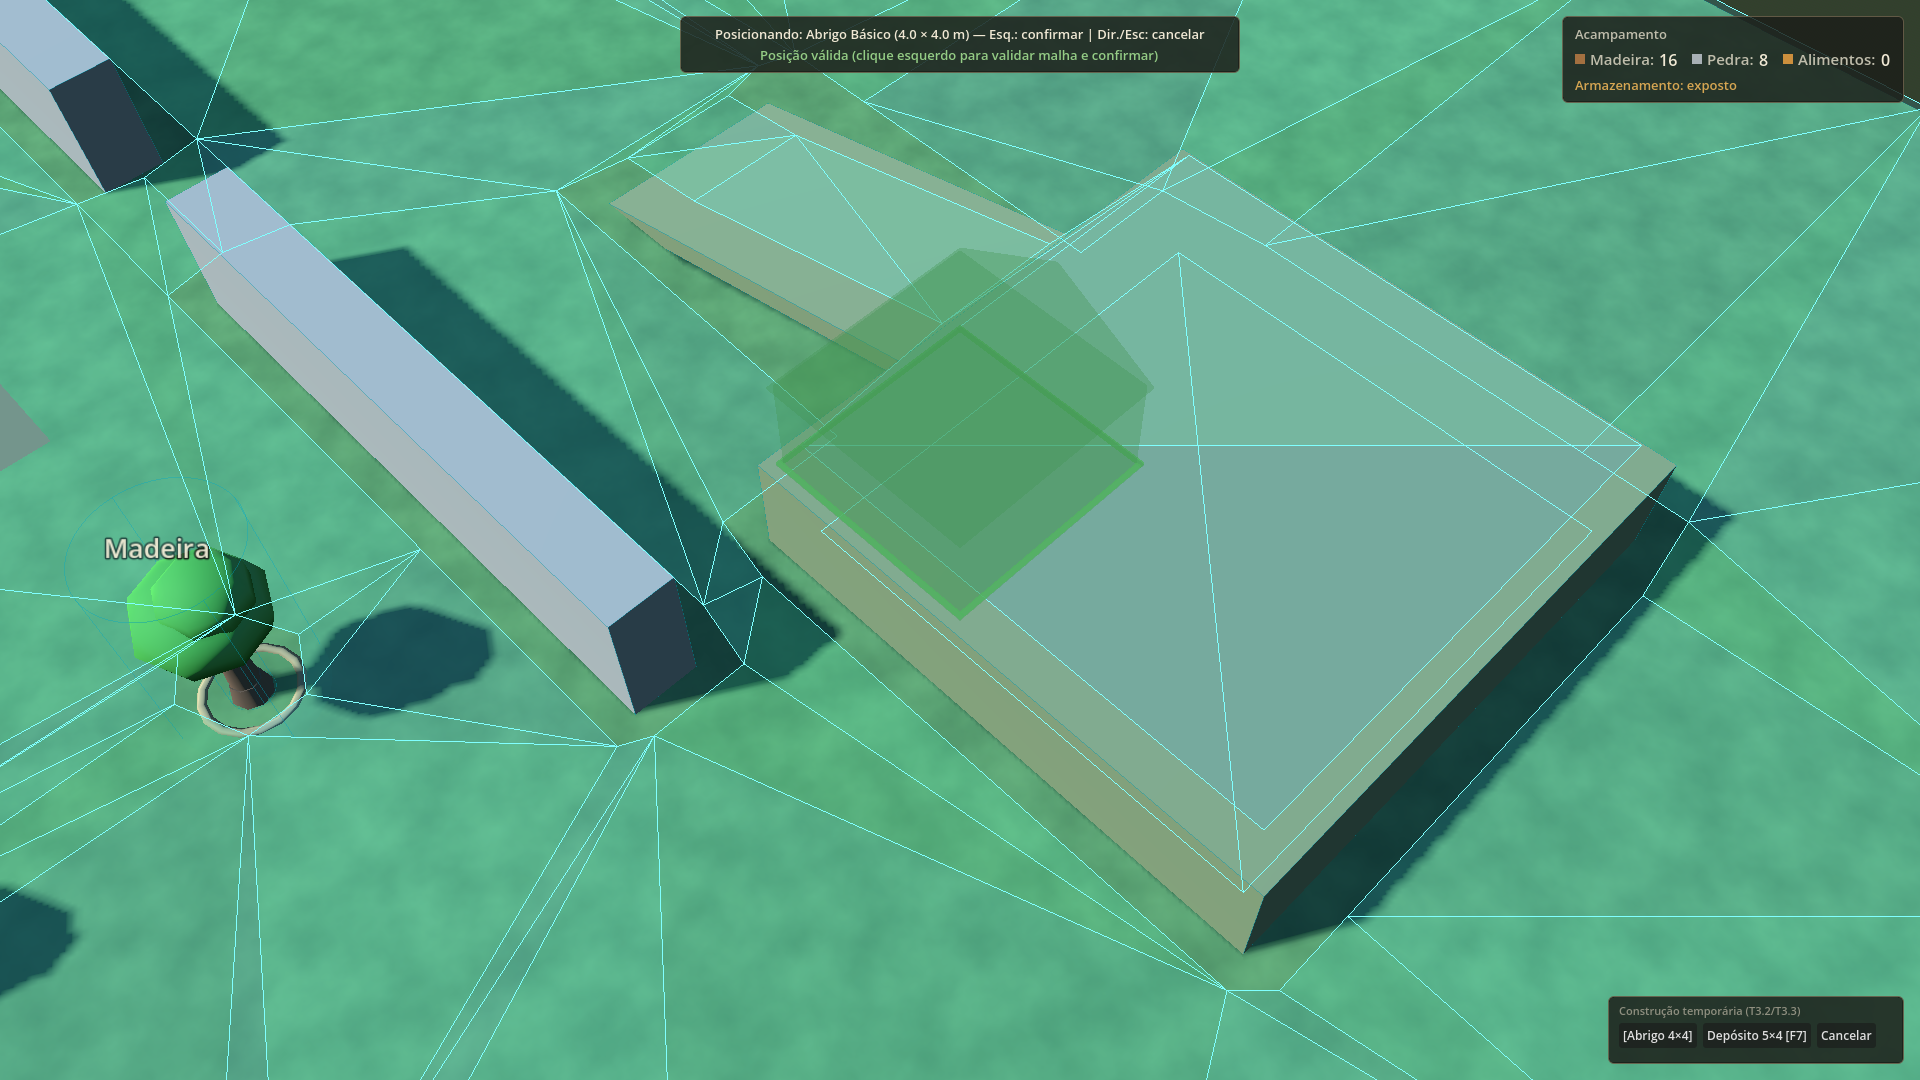 Posicionando: Abrigo Básico (4.0 × 4.0 m) — Esq.: confirmar | Dir./Esc: cancelar
Posição válida (clique esquerdo para validar malha e confirmar)
Acampamento
Madeira: 16 Pedra: 8 Alimentos: 0
Armazenamento: exposto
Madeira
Construção temporária (T3.2/T3.3)
[Abrigo 4×4] Depósito 5×4 [F7] Cancelar